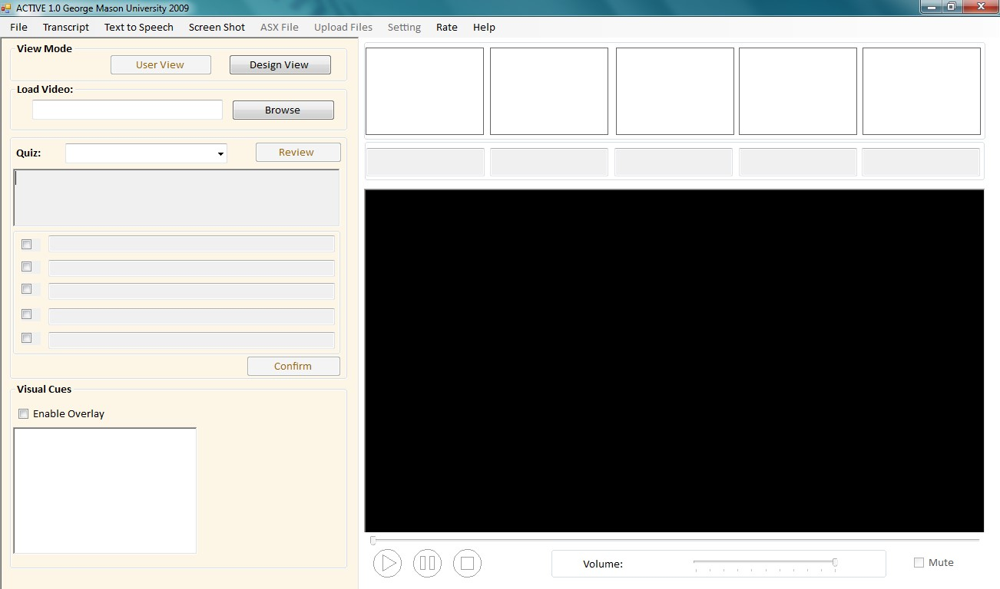 ACTIVE 1.0 George Mason University 2009
File Transcript Text to Speech Screen Shot ASX File Upload Files Setting Rate Help
View Mode
User View Design View
Load Video:
Browse
Quiz: Review
Confirm
Visual Cues
Enable Overlay
Volume: Mute